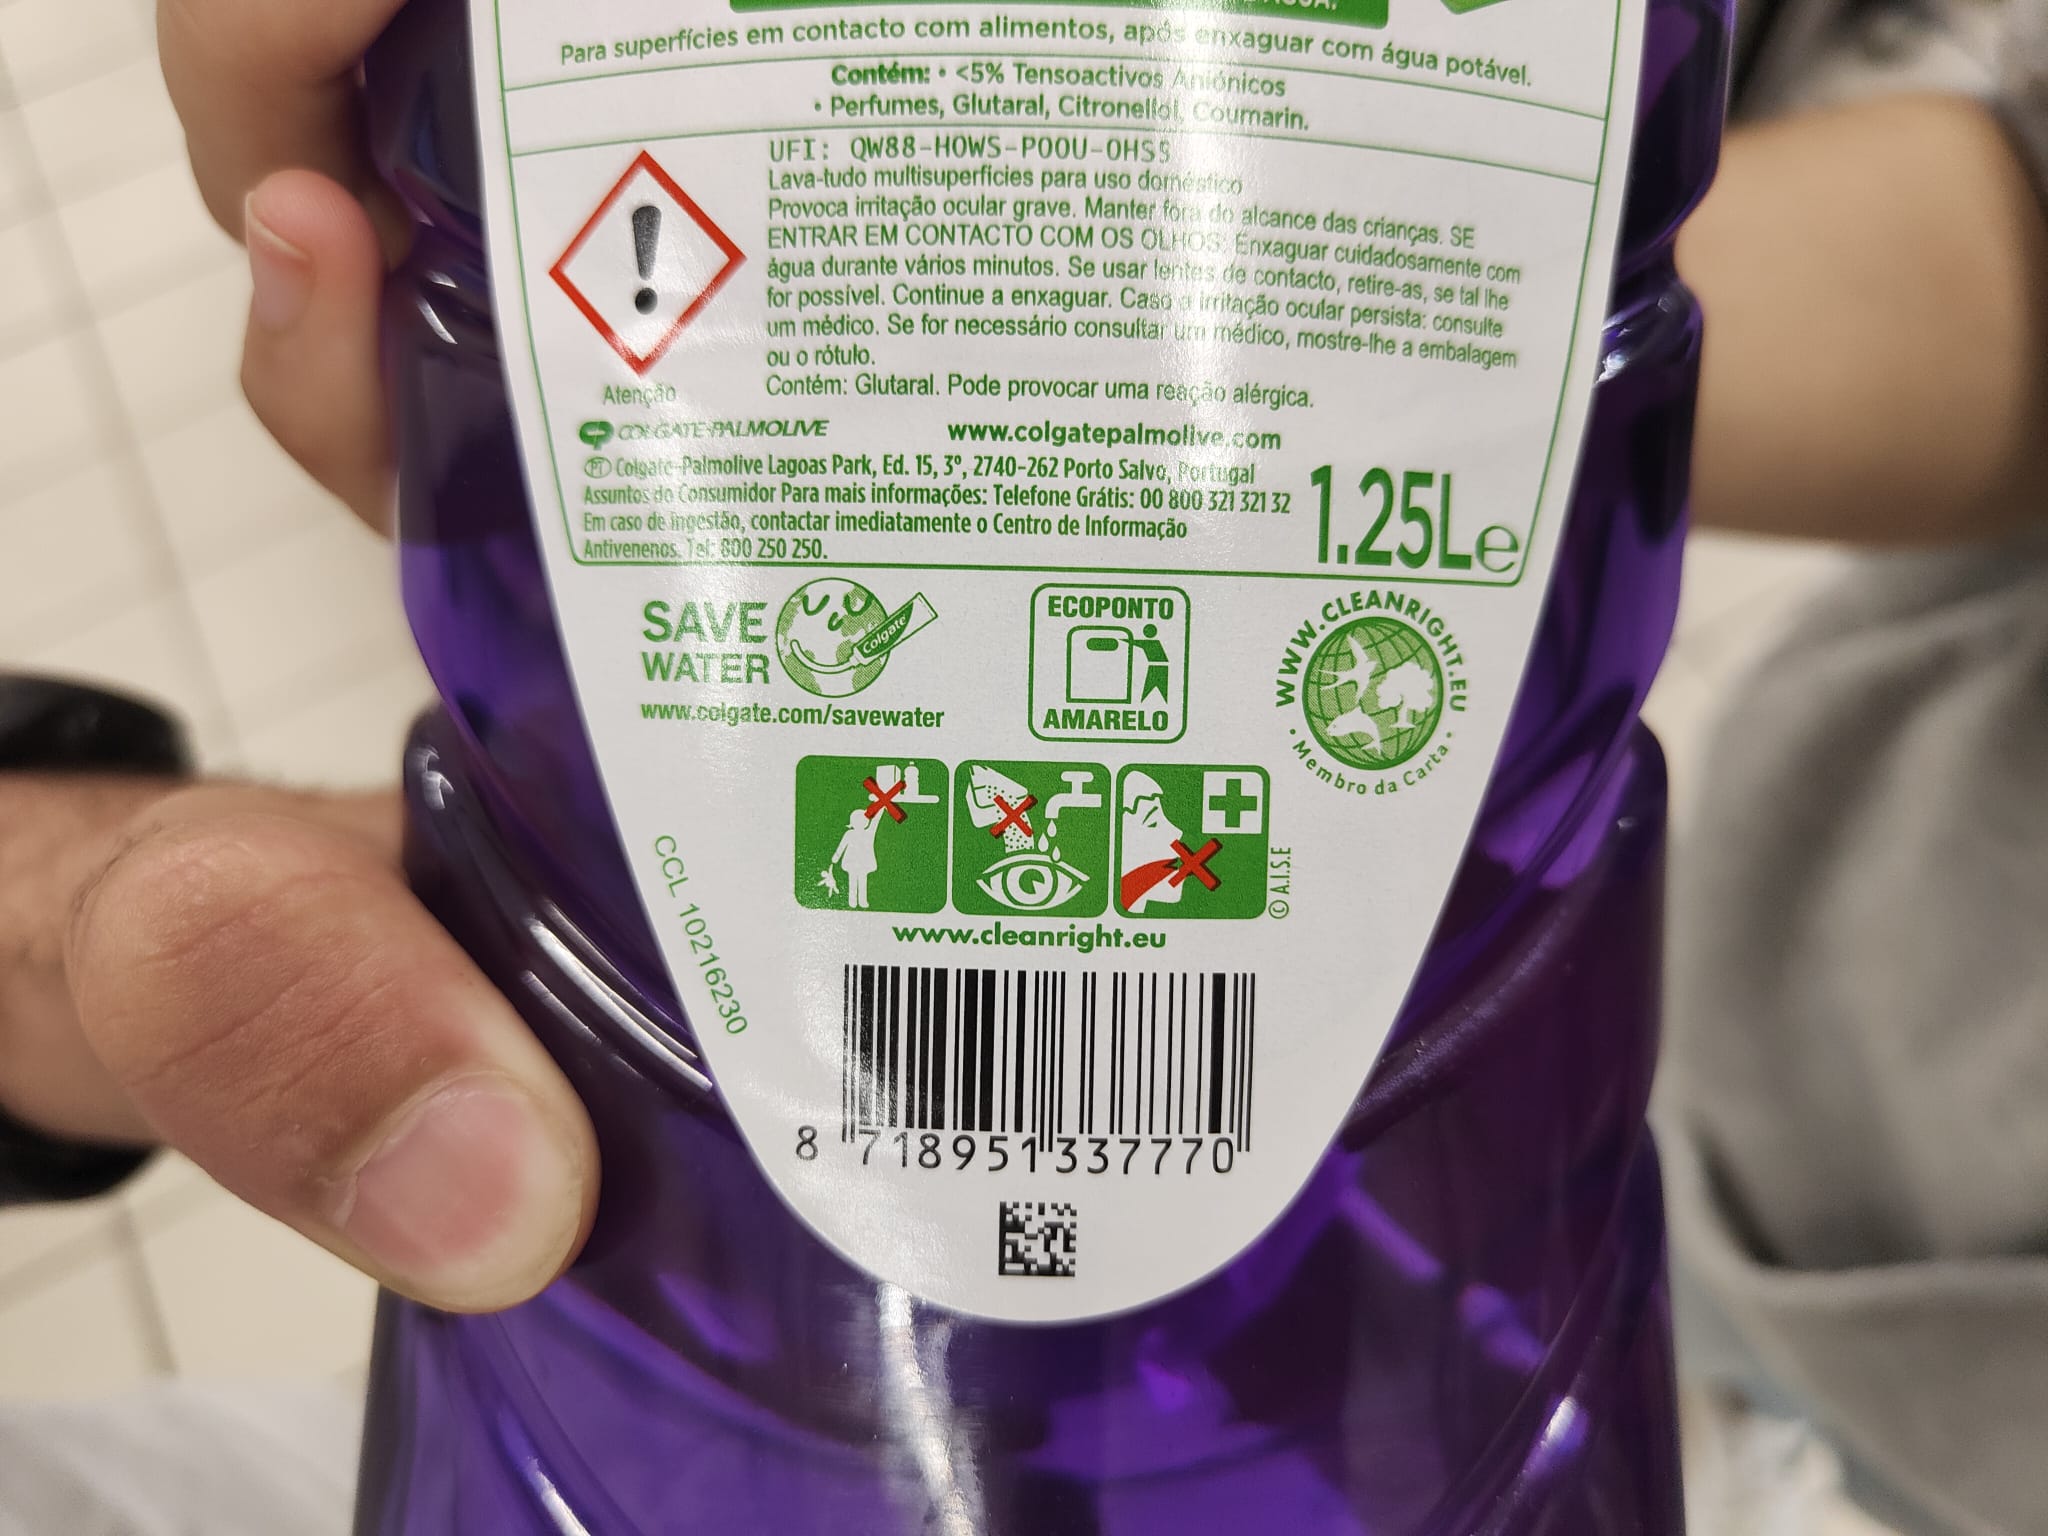 ÁGUA.
Para superfícies em contacto com alimentos, após enxaguar com água potável.
Contém: • <5% Tensoactivos Aniónicos
• Perfumes, Glutaral, Citronellol, Coumarin.
UFI: QW88-H0WS-P00U-0HS9
Lava-tudo multisuperfícies para uso doméstico
Provoca irritação ocular grave. Manter fora do alcance das crianças. SE
ENTRAR EM CONTACTO COM OS OLHOS: Enxaguar cuidadosamente com
água durante vários minutos. Se usar lentes de contacto, retire-as, se tal lhe
for possível. Continue a enxaguar. Caso a irritação ocular persista: consulte
um médico. Se for necessário consultar um médico, mostre-lhe a embalagem
ou o rótulo.
Contém: Glutaral. Pode provocar uma reação alérgica.
Atenção
COLGATE-PALMOLIVE www.colgatepalmolive.com
PT Colgate-Palmolive Lagoas Park, Ed. 15, 3º, 2740-262 Porto Salvo, Portugal
Assuntos do Consumidor Para mais informações: Telefone Grátis: 00 800 321 321 32
Em caso de ingestão, contactar imediatamente o Centro de Informação
Antivenenos. Tel: 800 250 250.
1.25L e
SAVE
WATER
Colgate
www.colgate.com/savewater
ECOPONTO
AMARELO
WWW.CLEANRIGHT.EU
• Membro da Carta •
© A.I.S.E
www.cleanright.eu
CCL 10216230
8 718951 337770